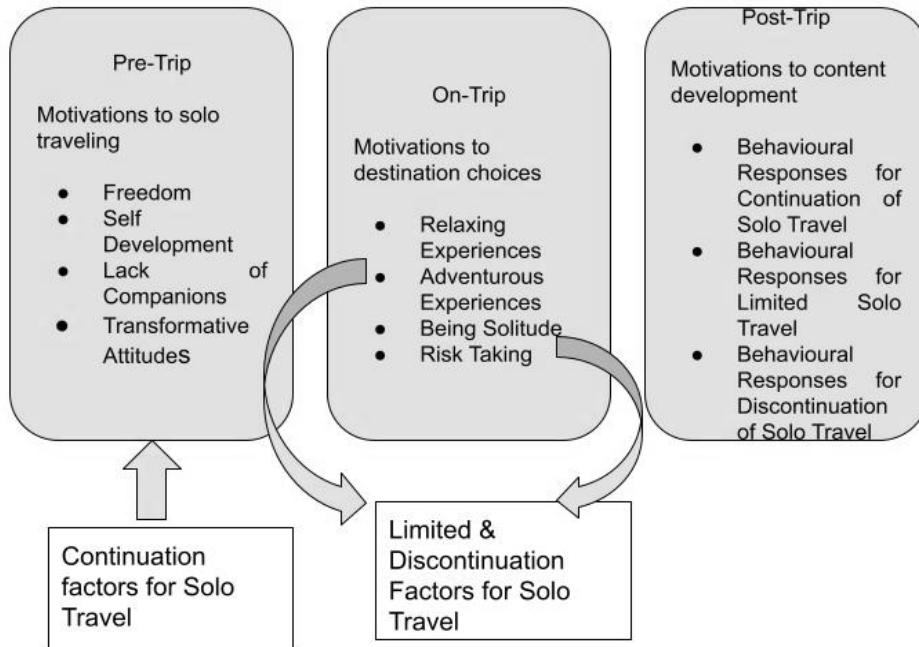 Pre-Trip
Motivations to solo
traveling
● Freedom
● Self
Development
● Lack of
Companions
● Transformative
Attitudes
On-Trip
Motivations to
destination choices
● Relaxing
Experiences
● Adventurous
Experiences
● Being Solitude
● Risk Taking
Post-Trip
Motivations to content
development
● Behavioural
Responses for
Continuation of
Solo Travel
● Behavioural
Responses for
Limited Solo
Travel
● Behavioural
Responses for
Discontinuation
of Solo Travel
Continuation
factors for Solo
Travel
Limited &
Discontinuation
Factors for Solo
Travel